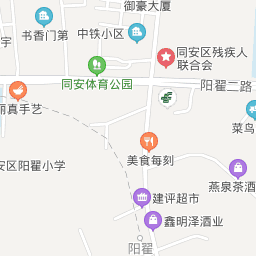 御豪大厦
书香门第
中铁小区
宇
同安区残疾人
联合会
同安体育公园
阳翟二路
丽真手艺
菜鸟
美食每刻
安区阳翟小学
燕泉茶酒
建评超市
鑫明泽酒业
阳翟